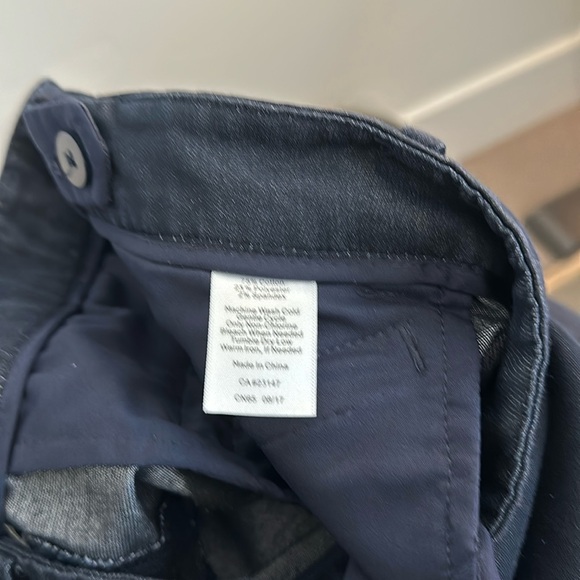 73% Cotton
25% Polyester
2% Spandex
Machine Wash Cold
Gentle Cycle
Only Non-Chlorine
Bleach When Needed
Tumble Dry Low
Warm Iron, If Needed
Made in China
CA 923147
CN65 08/17